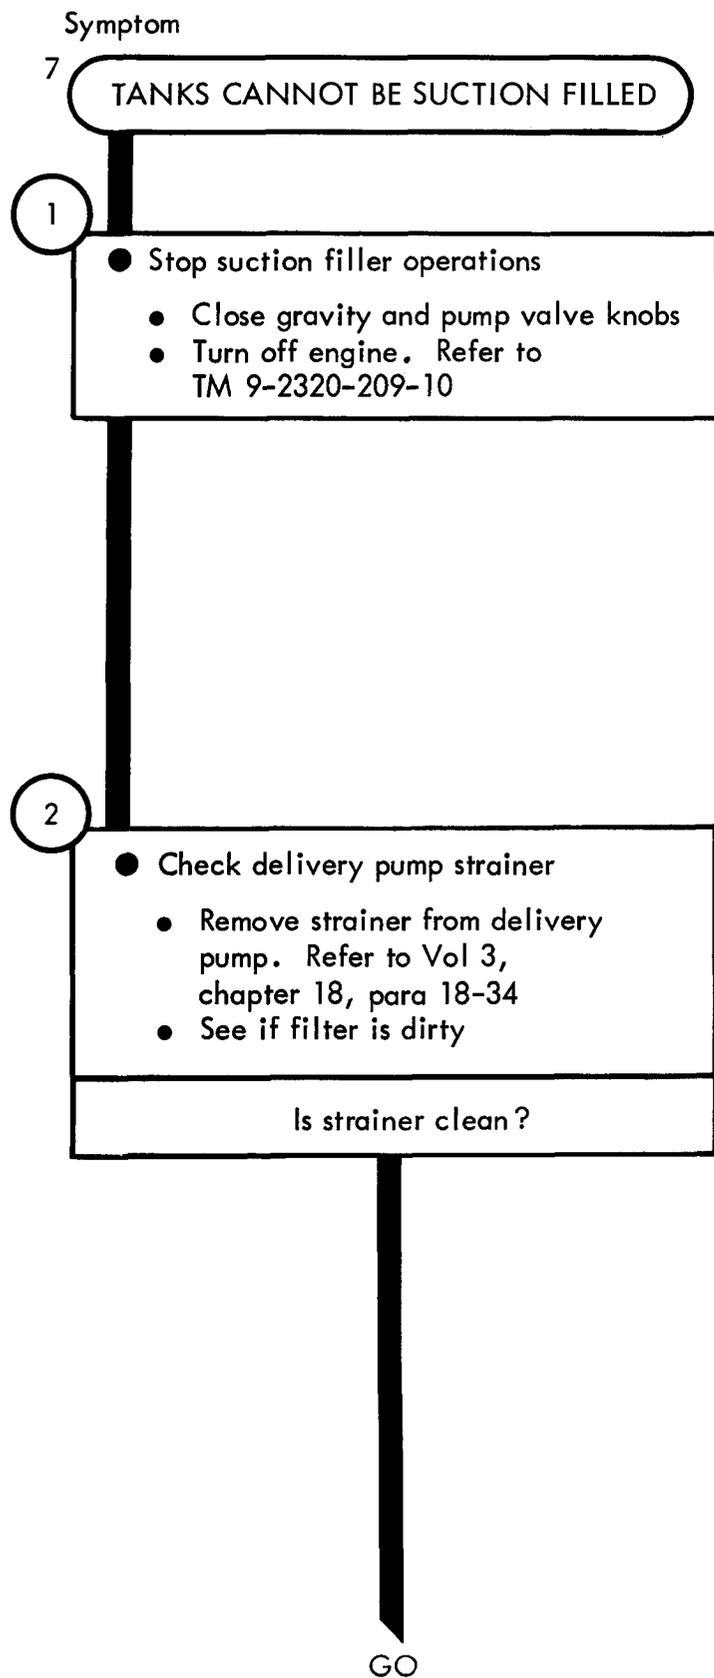 Symptom
7
TANKS CANNOT BE SUCTION FILLED
1
● Stop suction filler operations
● Close gravity and pump valve knobs
● Turn off engine. Refer to
TM 9-2320-209-10
2
● Check delivery pump strainer
● Remove strainer from delivery
pump. Refer to Vol 3,
chapter 18, para 18-34
● See if filter is dirty
Is strainer clean?
GO